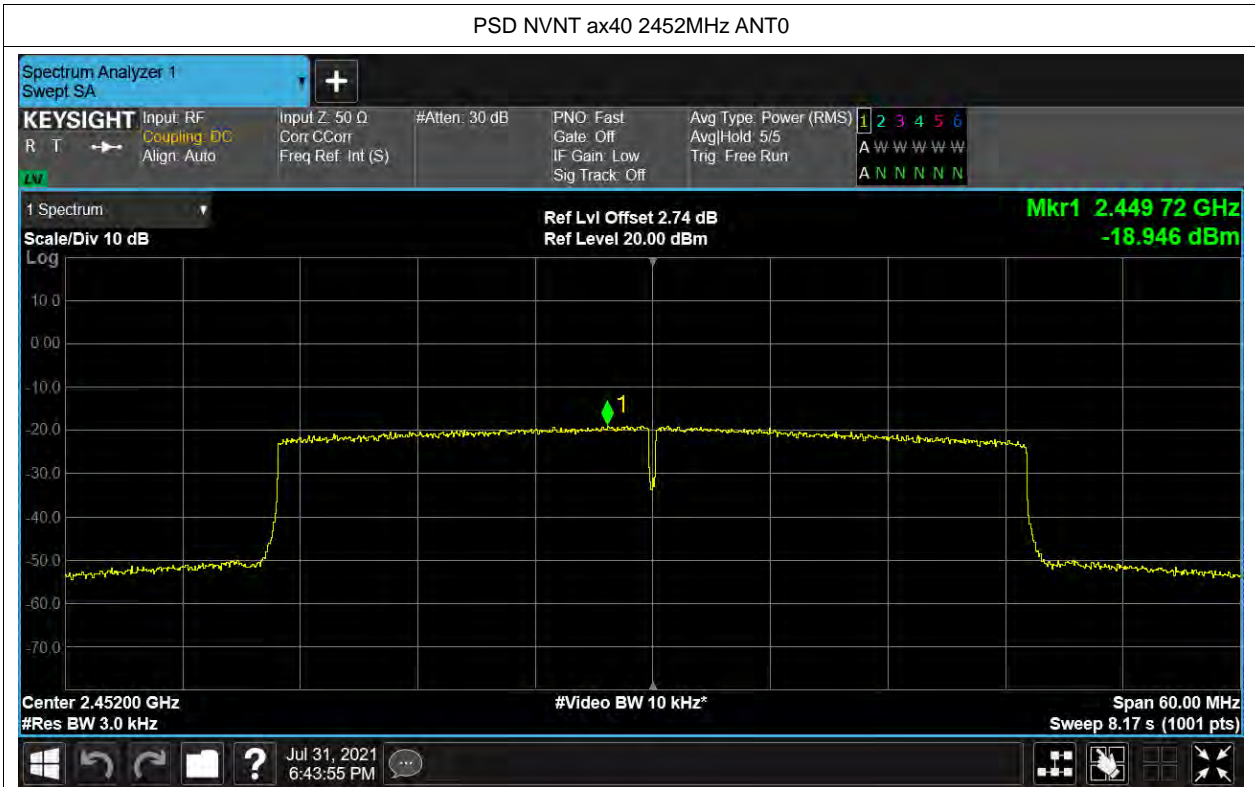 PSD NVNT ax40 2452MHz ANT0
Spectrum Analyzer 1
Swept SA
+
KEYSIGHT Input: RF Input Z: 50 Ω #Atten: 30 dB PNO: Fast Avg Type: Power (RMS) 1 2 3 4 5 6
R T Coupling: DC Corr CCorr Gate: Off Avg|Hold: 5/5 A W W W W W
Align: Auto Freq Ref: Int (S) IF Gain: Low Trig: Free Run
LXI Sig Track: Off A N N N N N
1 Spectrum Ref Lvl Offset 2.74 dB Mkr1 2.449 72 GHz
Scale/Div 10 dB Ref Level 20.00 dBm -18.946 dBm
Log
10.0
0.00
-10.0
1
-20.0
-30.0
-40.0
-50.0
-60.0
-70.0
Center 2.45200 GHz #Video BW 10 kHz* Span 60.00 MHz
#Res BW 3.0 kHz Sweep 8.17 s (1001 pts)
? Jul 31, 2021
6:43:55 PM